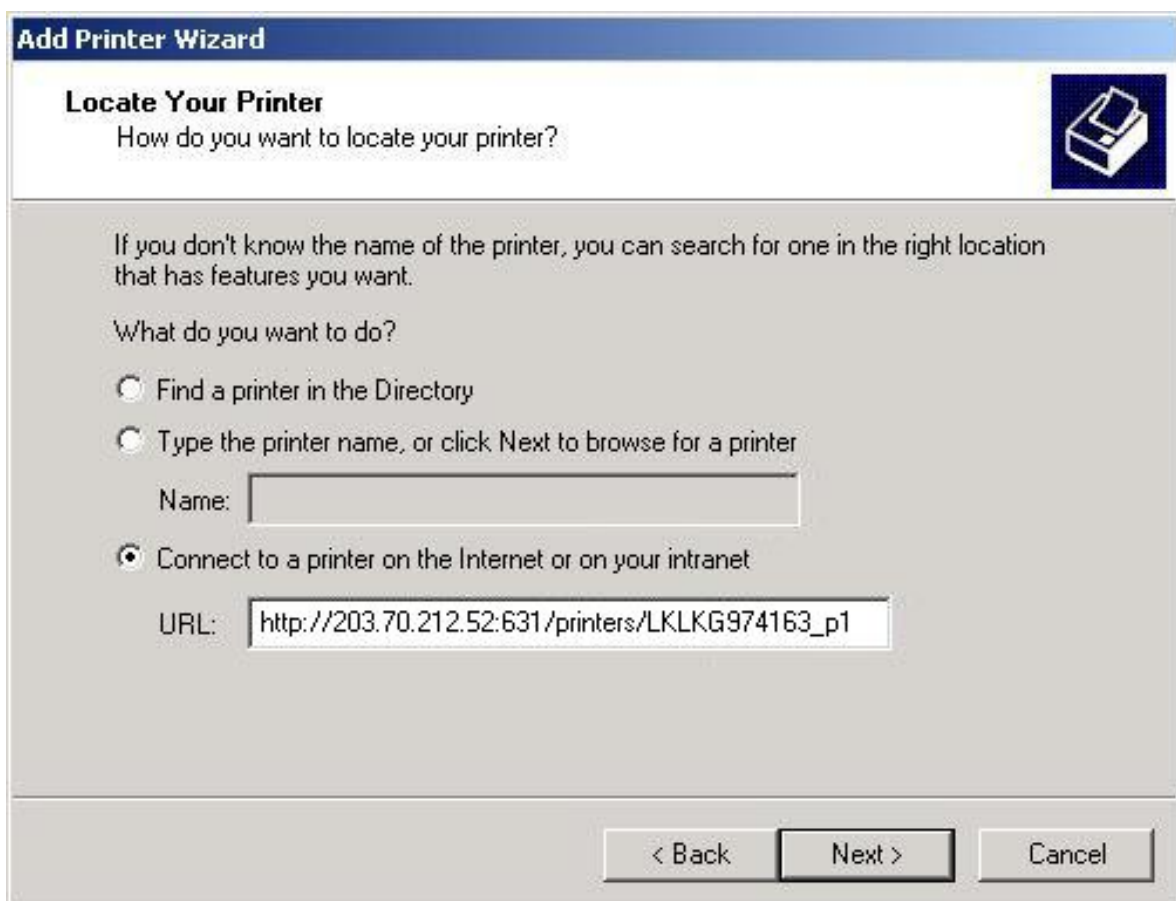 Add Printer Wizard
Locate Your Printer
How do you want to locate your printer?
If you don't know the name of the printer, you can search for one in the right location
that has features you want.
What do you want to do?
Find a printer in the Directory
Type the printer name, or click Next to browse for a printer
Name:
Connect to a printer on the Internet or on your intranet
URL: http://203.70.212.52:631/printers/LKLKG974163_p1
< Back Next > Cancel